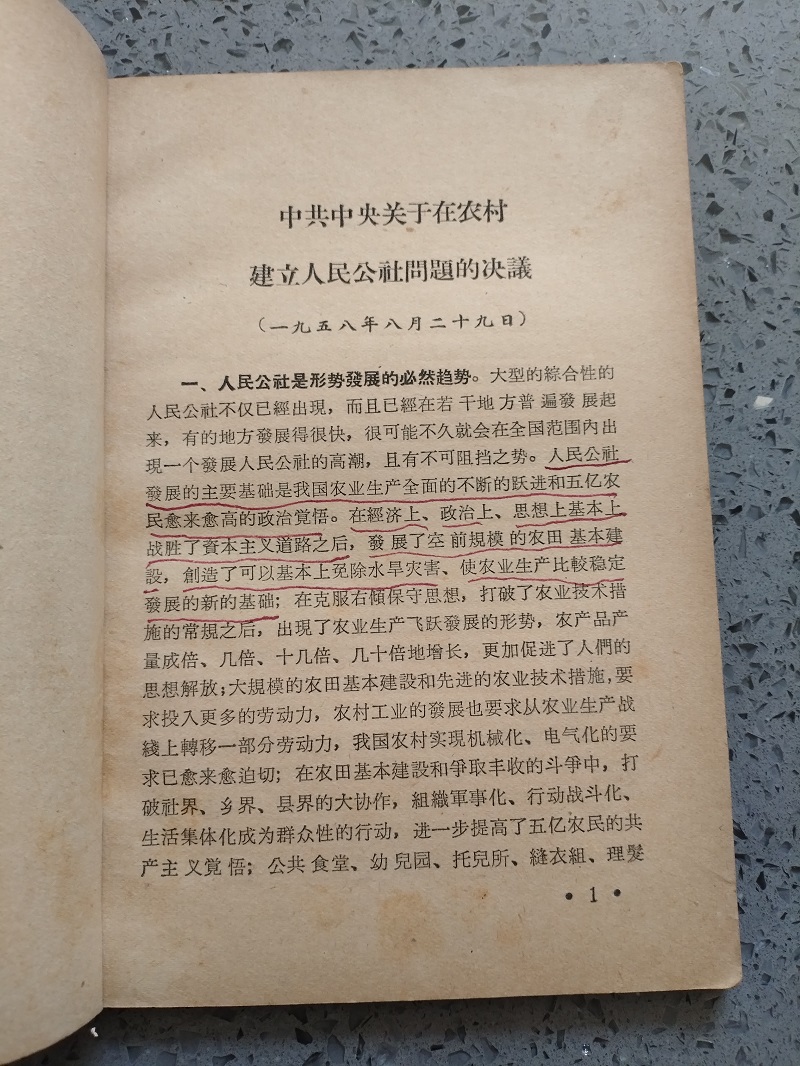 中共中央关于在农村
建立人民公社問題的决議
（一九五八年八月二十九日）
一、人民公社是形势發展的必然趋势。大型的綜合性的
人民公社不仅已經出現，而且已經在若干地方普遍發展起
来，有的地方發展得很快，很可能不久就会在全国范围內出
現一个發展人民公社的高潮，且有不可阻挡之势。人民公社
發展的主要基础是我国农业生产全面的不断的跃进和五亿农
民愈来愈高的政治覚悟。在經济上、政治上、思想上基本上
战胜了資本主义道路之后，發展了空前規模的农田基本建
設，創造了可以基本上免除水旱灾害、使农业生产比較稳定
發展的新的基础；在克服右傾保守思想，打破了农业技术措
施的常規之后，出現了农业生产飞跃發展的形势，农产品产
量成倍、几倍、十几倍、几十倍地增长，更加促进了人們的
思想解放；大規模的农田基本建設和先进的农业技术措施，要
求投入更多的劳动力，农村工业的發展也要求从农业生产战
綫上轉移一部分劳动力，我国农村实現机械化、电气化的要
求已愈来愈迫切；在农田基本建設和爭取丰收的斗爭中，打
破社界、乡界、县界的大协作，組織軍事化、行动战斗化、
生活集体化成为群众性的行动，进一步提高了五亿农民的共
产主义覚悟；公共食堂、幼兒园、托兒所、縫衣組、理髮
•1•